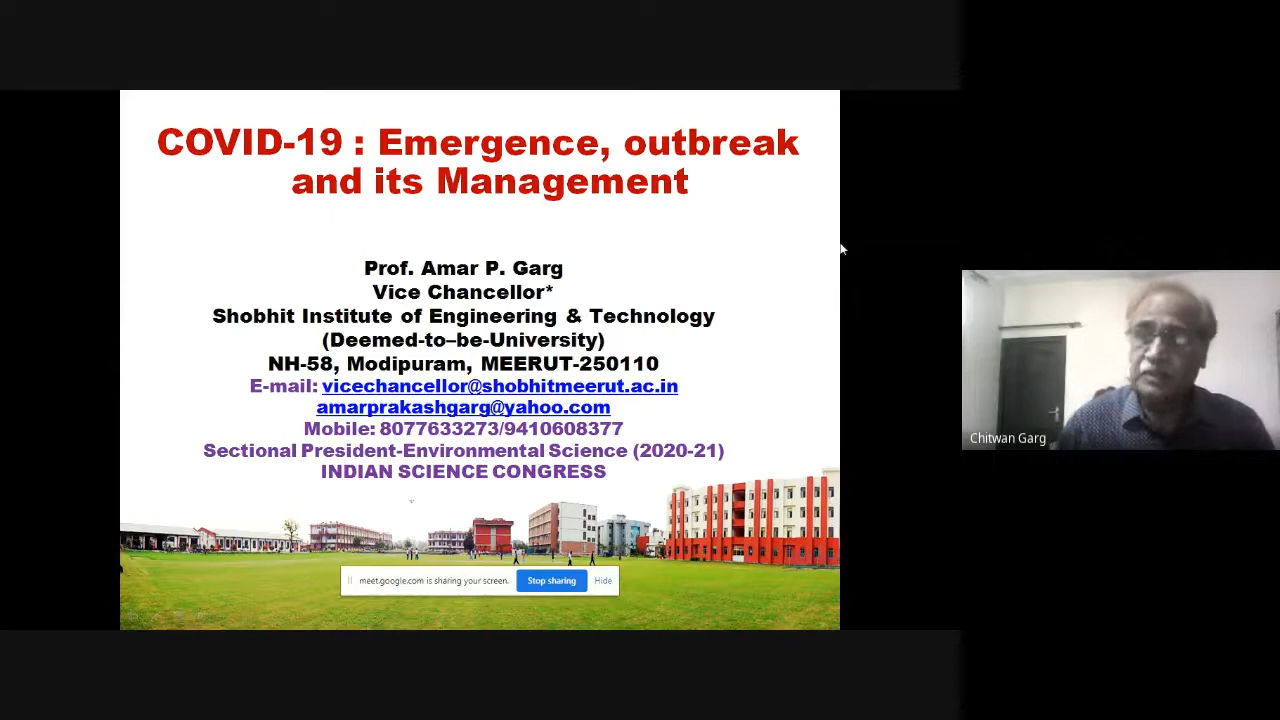 COVID-19 : Emergence, outbreak
and its Management
Prof. Amar P. Garg
Vice Chancellor*
Shobhit Institute of Engineering & Technology
(Deemed-to–be-University)
NH-58, Modipuram, MEERUT-250110
E-mail: vicechancellor@shobhitmeerut.ac.in
amarprakashgarg@yahoo.com
Mobile: 8077633273/9410608377
Sectional President-Environmental Science (2020-21)
INDIAN SCIENCE CONGRESS
meet.google.com is sharing your screen. Stop sharing Hide
Chitwan Garg